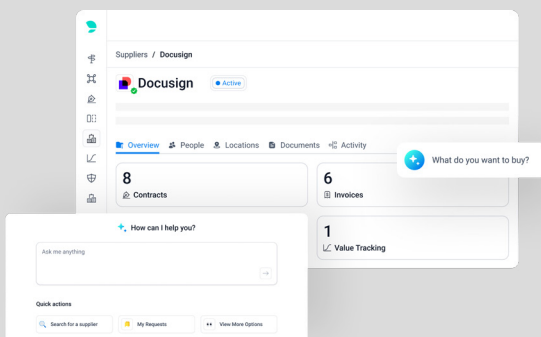 Suppliers / Docusign
Docusign
Active
Overview People Locations Documents Activity
What do you want to buy?
8
Contracts
6
Invoices
1
Value Tracking
How can I help you?
Ask me anything
Quick actions
Search for a supplier My Requests View More Options